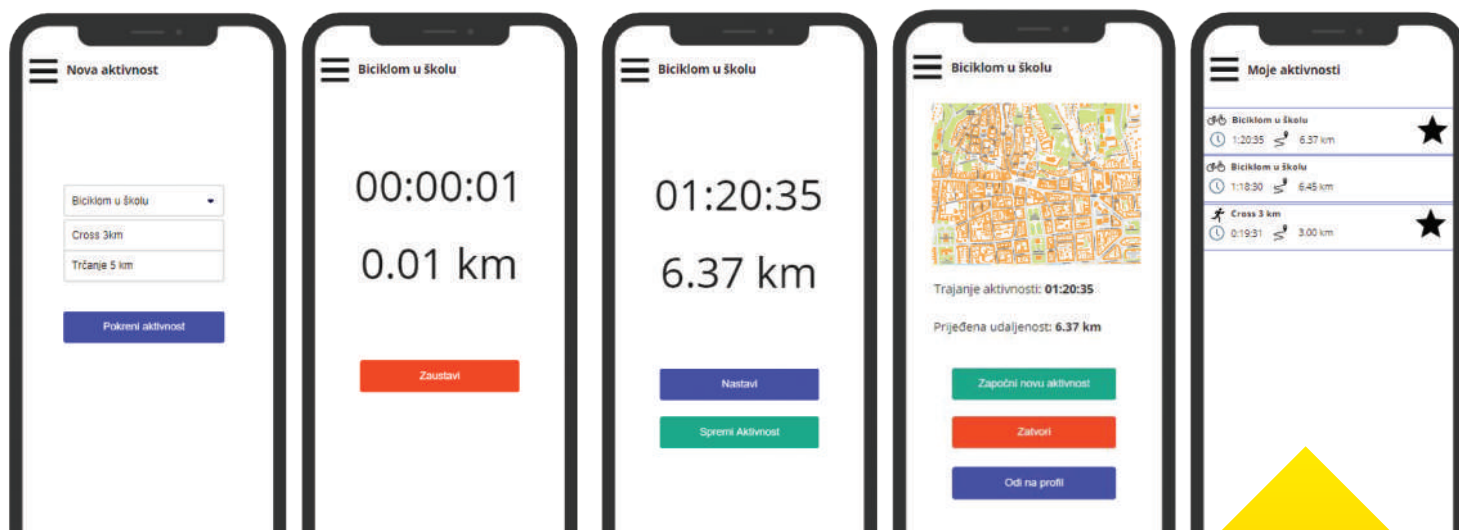 Nova aktivnost
Biciklom u školu
Cross 3km
Trčanje 5 km
Pokreni aktivnost
Biciklom u školu
00:00:01
0.01 km
Zaustavi
Biciklom u školu
01:20:35
6.37 km
Nastavi
Spremi Aktivnost
Biciklom u školu
Trajanje aktivnosti: 01:20:35
Prijeđena udaljenost: 6.37 km
Započni novu aktivnost
Zatvori
Odi na profil
Moje aktivnosti
Biciklom u školu
1:20:35 6.37 km
Biciklom u školu
1:18:30 6.45 km
Cross 3 km
0:19:31 3.00 km